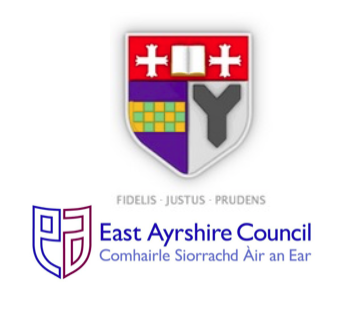 FIDELIS · JUSTUS · PRUDENS
East Ayrshire Council
Comhairle Siorrachd Àir an Ear